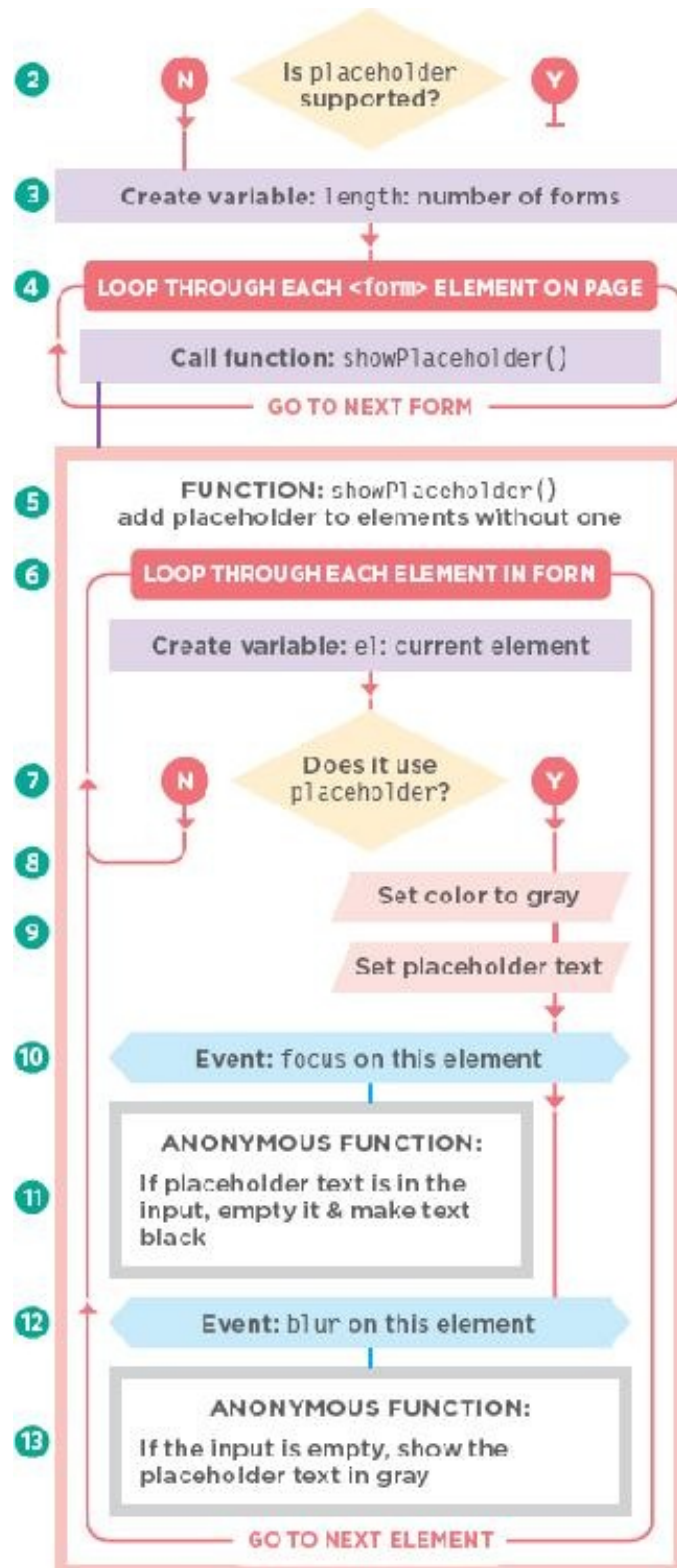 2
N
Is placeholder
supported?
Y
3
Create variable: length: number of forms
4
LOOP THROUGH EACH <form> ELEMENT ON PAGE
Call function: showPlaceholder()
GO TO NEXT FORM
5
FUNCTION: showPlaceholder()
add placeholder to elements without one
6
LOOP THROUGH EACH ELEMENT IN FORN
Create variable: el: current element
7
N
Does it use
placeholder?
Y
8
Set color to gray
9
Set placeholder text
10
Event: focus on this element
11
ANONYMOUS FUNCTION:
If placeholder text is in the
input, empty it & make text
black
12
Event: blur on this element
13
ANONYMOUS FUNCTION:
If the input is empty, show the
placeholder text in gray
GO TO NEXT ELEMENT